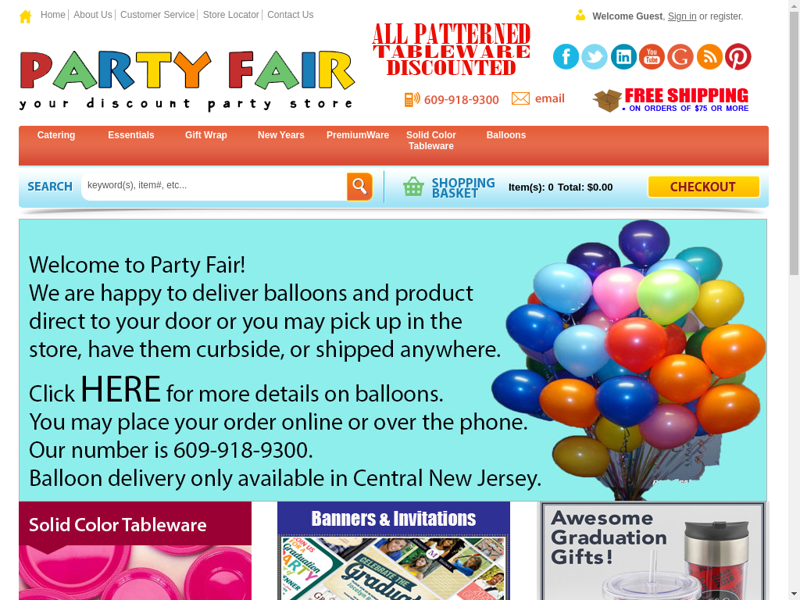 Home | About Us | Customer Service | Store Locator | Contact Us
Welcome Guest, Sign in or register.
PARTY FAIR
your discount party store
ALL PATTERNED
TABLEWARE
DISCOUNTED
609-918-9300 email
FREE SHIPPING
• ON ORDERS OF $75 OR MORE
Catering Essentials Gift Wrap New Years PremiumWare Solid Color Tableware Balloons
SEARCH keyword(s), item#, etc...
SHOPPING BASKET Item(s): 0 Total: $0.00 CHECKOUT
Welcome to Party Fair!
We are happy to deliver balloons and product
direct to your door or you may pick up in the
store, have them curbside, or shipped anywhere.
Click HERE for more details on balloons.
You may place your order online or over the phone.
Our number is 609-918-9300.
Balloon delivery only available in Central New Jersey.
Solid Color Tableware
Banners & Invitations
Awesome
Graduation
Gifts!